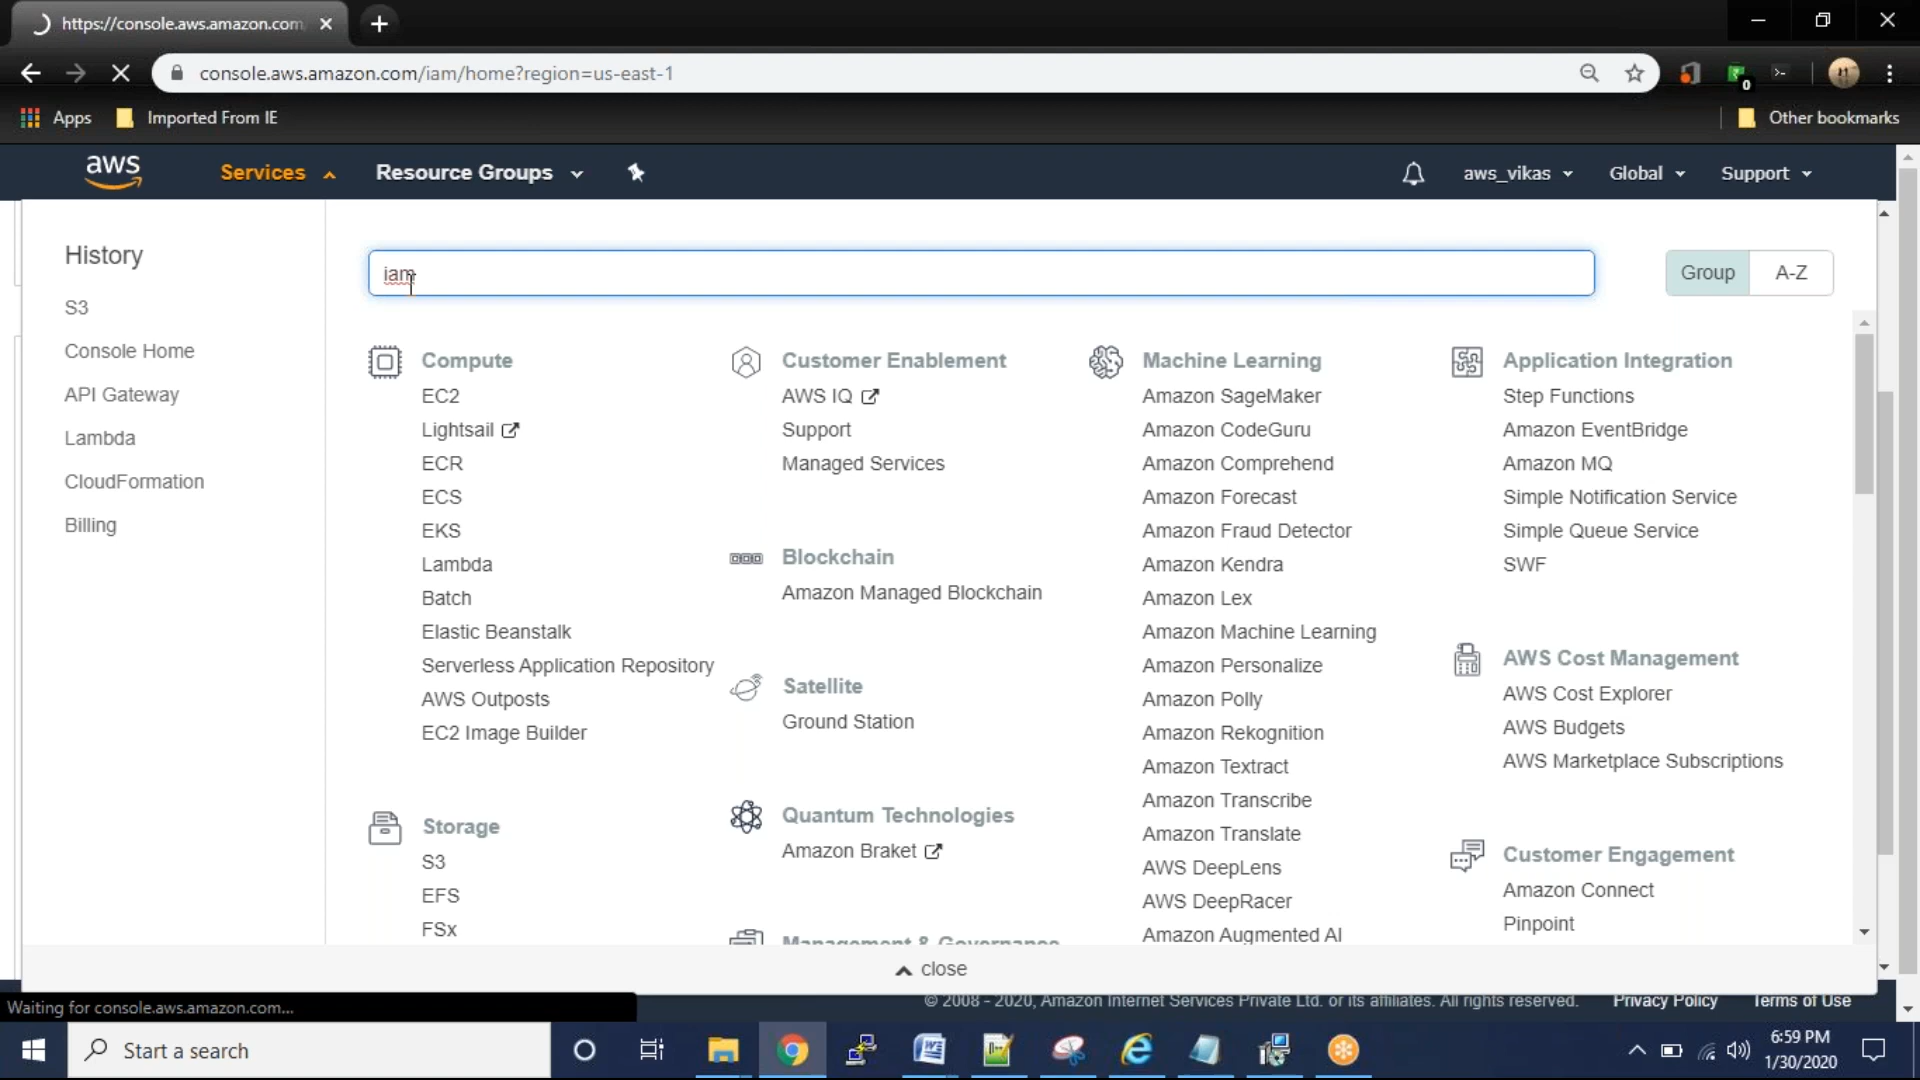 https://console.aws.amazon.com
console.aws.amazon.com/iam/home?region=us-east-1
0
Apps
Imported From IE
Other bookmarks
aws
Services
Resource Groups
aws_vikas
Global
Support
History
S3
Console Home
API Gateway
Lambda
CloudFormation
Billing
iam
Group
A-Z
Compute
EC2
Lightsail
ECR
ECS
EKS
Lambda
Batch
Elastic Beanstalk
Serverless Application Repository
AWS Outposts
EC2 Image Builder
Storage
S3
EFS
FSx
Customer Enablement
AWS IQ
Support
Managed Services
Blockchain
Amazon Managed Blockchain
Satellite
Ground Station
Quantum Technologies
Amazon Braket
Management & Governance
Machine Learning
Amazon SageMaker
Amazon CodeGuru
Amazon Comprehend
Amazon Forecast
Amazon Fraud Detector
Amazon Kendra
Amazon Lex
Amazon Machine Learning
Amazon Personalize
Amazon Polly
Amazon Rekognition
Amazon Textract
Amazon Transcribe
Amazon Translate
AWS DeepLens
AWS DeepRacer
Amazon Augmented AI
Application Integration
Step Functions
Amazon EventBridge
Amazon MQ
Simple Notification Service
Simple Queue Service
SWF
AWS Cost Management
AWS Cost Explorer
AWS Budgets
AWS Marketplace Subscriptions
Customer Engagement
Amazon Connect
Pinpoint
close
Waiting for console.aws.amazon.com...
© 2008 - 2020, Amazon Internet Services Private Ltd. or its affiliates. All rights reserved.
Privacy Policy
Terms of Use
Start a search
6:59 PM
1/30/2020